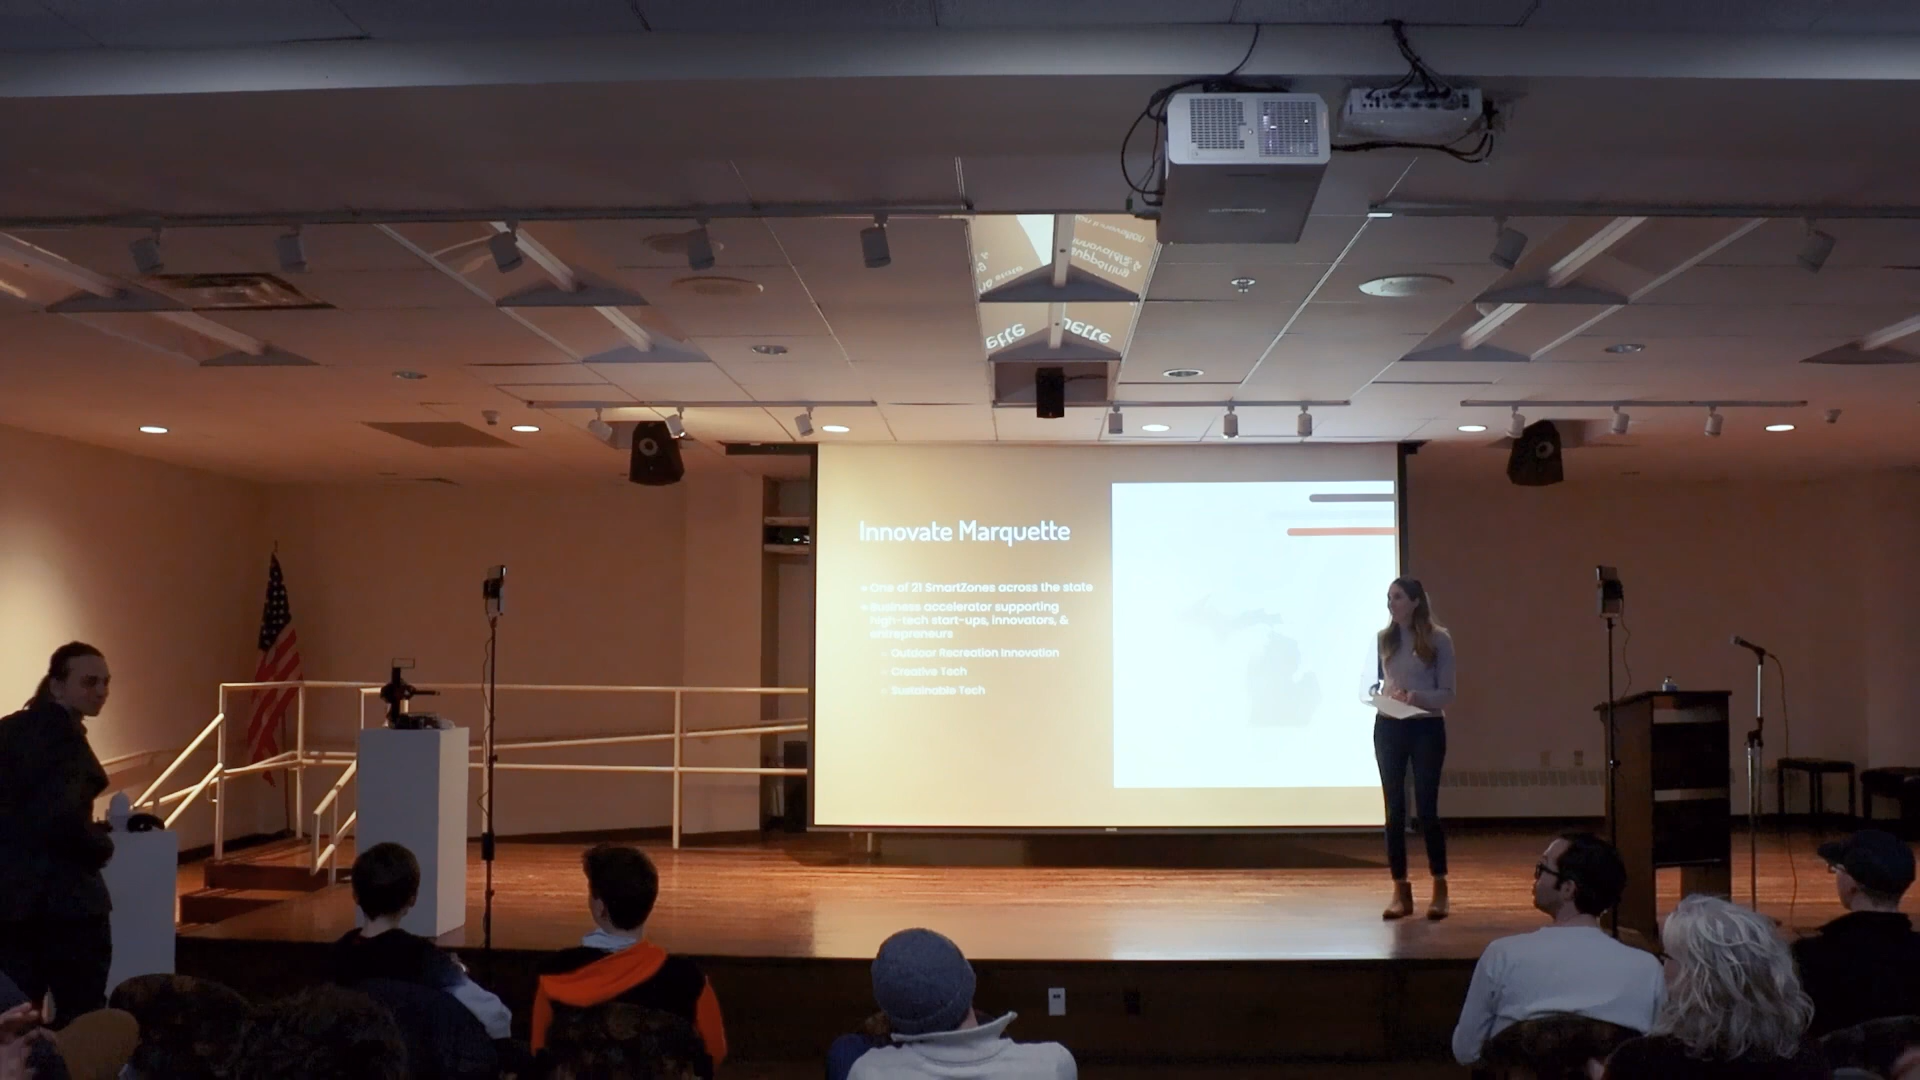 Innovate Marquette
One of 21 SmartZones across the state
Business accelerator supporting
high-tech start-ups, innovators, &
entrepreneurs
Outdoor Recreation Innovation
Creative Tech
Sustainable Tech